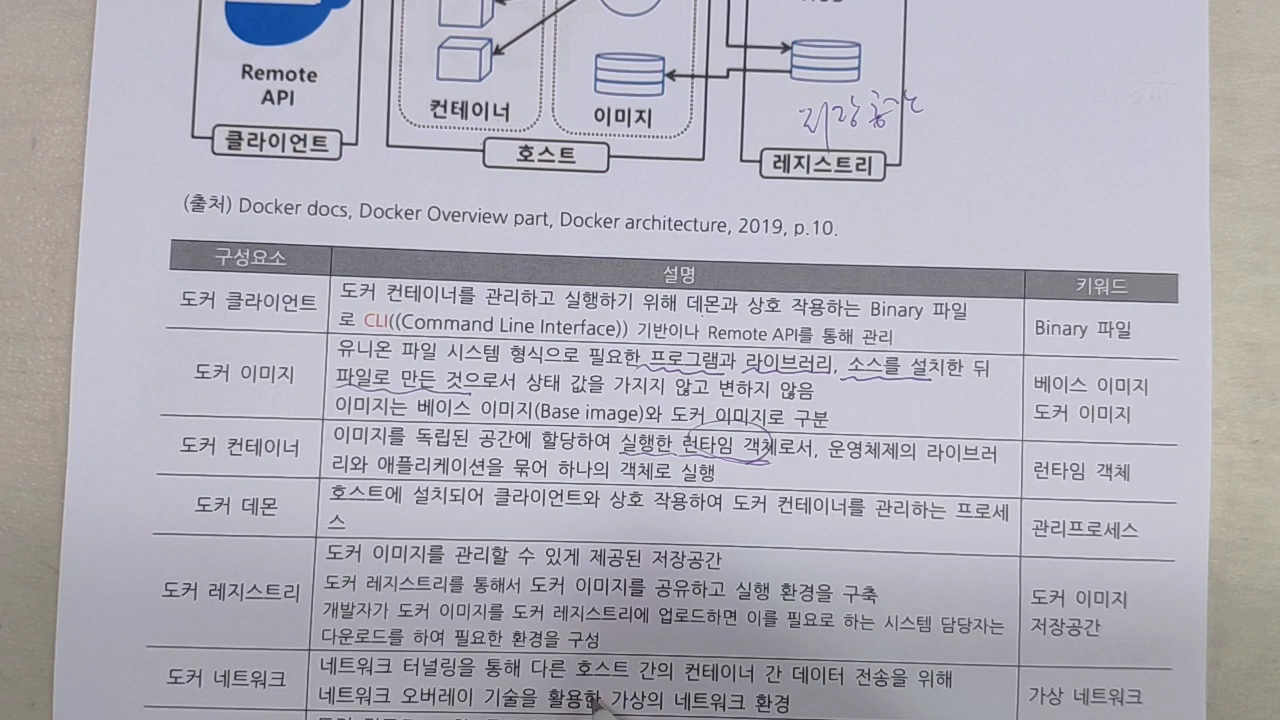 Remote
API
컨테이너
이미지
저장공간
클라이언트
호스트
레지스트리
(출처) Docker docs, Docker Overview part, Docker architecture, 2019, p.10.
구성요소 설명 키워드
도커 클라이언트 도커 컨테이너를 관리하고 실행하기 위해 데몬과 상호 작용하는 Binary 파일
로 CLI((Command Line Interface)) 기반이나 Remote API를 통해 관리 Binary 파일
도커 이미지 유니온 파일 시스템 형식으로 필요한 프로그램과 라이브러리, 소스를 설치한 뒤
파일로 만든 것으로서 상태 값을 가지지 않고 변하지 않음 베이스 이미지
이미지는 베이스 이미지(Base image)와 도커 이미지로 구분 도커 이미지
도커 컨테이너 이미지를 독립된 공간에 할당하여 실행한 런타임 객체로서, 운영체제의 라이브러
리와 애플리케이션을 묶어 하나의 객체로 실행 런타임 객체
도커 데몬 호스트에 설치되어 클라이언트와 상호 작용하여 도커 컨테이너를 관리하는 프로세
스 관리프로세스
도커 이미지를 관리할 수 있게 제공된 저장공간
도커 레지스트리 도커 레지스트리를 통해서 도커 이미지를 공유하고 실행 환경을 구축 도커 이미지
개발자가 도커 이미지를 도커 레지스트리에 업로드하면 이를 필요로 하는 시스템 담당자는 저장공간
다운로드를 하여 필요한 환경을 구성
도커 네트워크 네트워크 터널링을 통해 다른 호스트 간의 컨테이너 간 데이터 전송을 위해
네트워크 오버레이 기술을 활용한 가상의 네트워크 환경 가상 네트워크